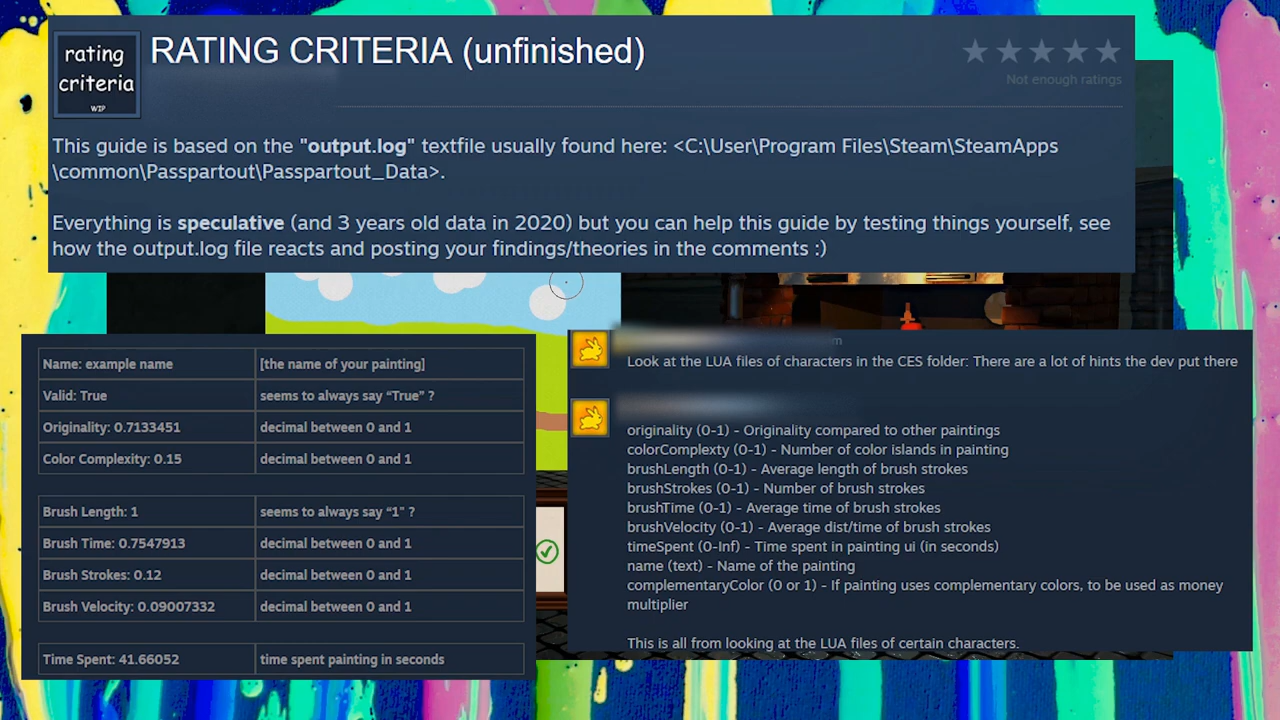 rating
criteria
WIP
RATING CRITERIA (unfinished)
Not enough ratings
This guide is based on the "output.log" textfile usually found here: <C:\User\Program Files\Steam\SteamApps
\common\Passpartout\Passpartout_Data>.
Everything is speculative (and 3 years old data in 2020) but you can help this guide by testing things yourself, see
how the output.log file reacts and posting your findings/theories in the comments :)
Name: example name [the name of your painting]
Valid: True seems to always say “True” ?
Originality: 0.7133451 decimal between 0 and 1
Color Complexity: 0.15 decimal between 0 and 1
Brush Length: 1 seems to always say “1” ?
Brush Time: 0.7547913 decimal between 0 and 1
Brush Strokes: 0.12 decimal between 0 and 1
Brush Velocity: 0.09007332 decimal between 0 and 1
Time Spent: 41.66052 time spent painting in seconds
Look at the LUA files of characters in the CES folder: There are a lot of hints the dev put there
originality (0-1) - Originality compared to other paintings
colorComplexty (0-1) - Number of color islands in painting
brushLength (0-1) - Average length of brush strokes
brushStrokes (0-1) - Number of brush strokes
brushTime (0-1) - Average time of brush strokes
brushVelocity (0-1) - Average dist/time of brush strokes
timeSpent (0-Inf) - Time spent in painting ui (in seconds)
name (text) - Name of the painting
complementaryColor (0 or 1) - If painting uses complementary colors, to be used as money
multiplier
This is all from looking at the LUA files of certain characters.